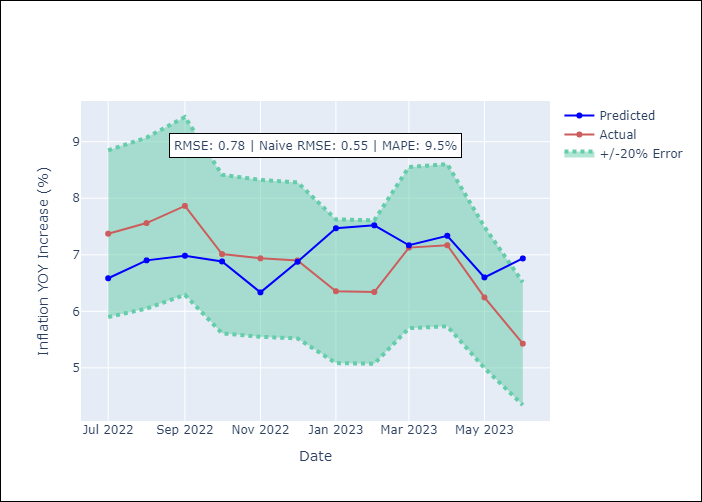 RMSE: 0.78 | Naive RMSE: 0.55 | MAPE: 9.5%
Predicted
Actual
+/-20% Error
Inflation YOY Increase (%)
9
8
7
6
5
Jul 2022
Sep 2022
Nov 2022
Jan 2023
Mar 2023
May 2023
Date